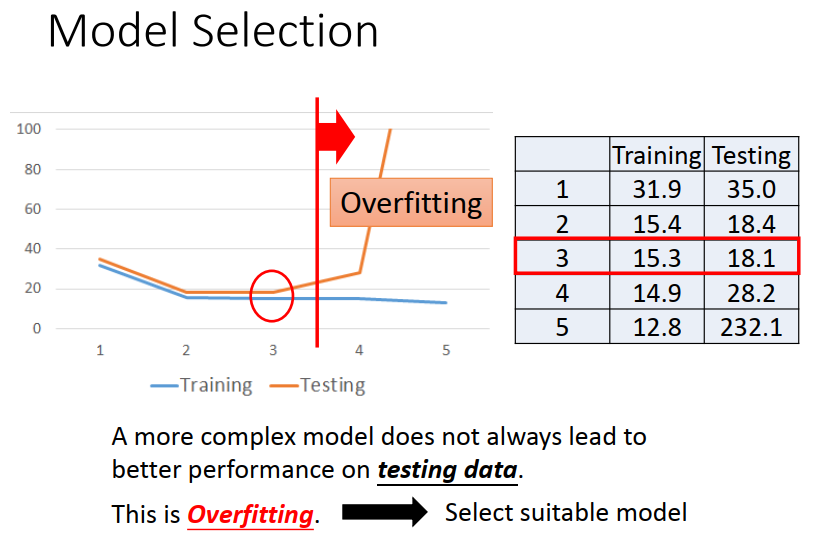 Model Selection
100
80
60
40
20
0
1 2 3 4 5
Overfitting
Training Testing
Training Testing
1 31.9 35.0
2 15.4 18.4
3 15.3 18.1
4 14.9 28.2
5 12.8 232.1
A more complex model does not always lead to
better performance on testing data.
This is Overfitting. Select suitable model